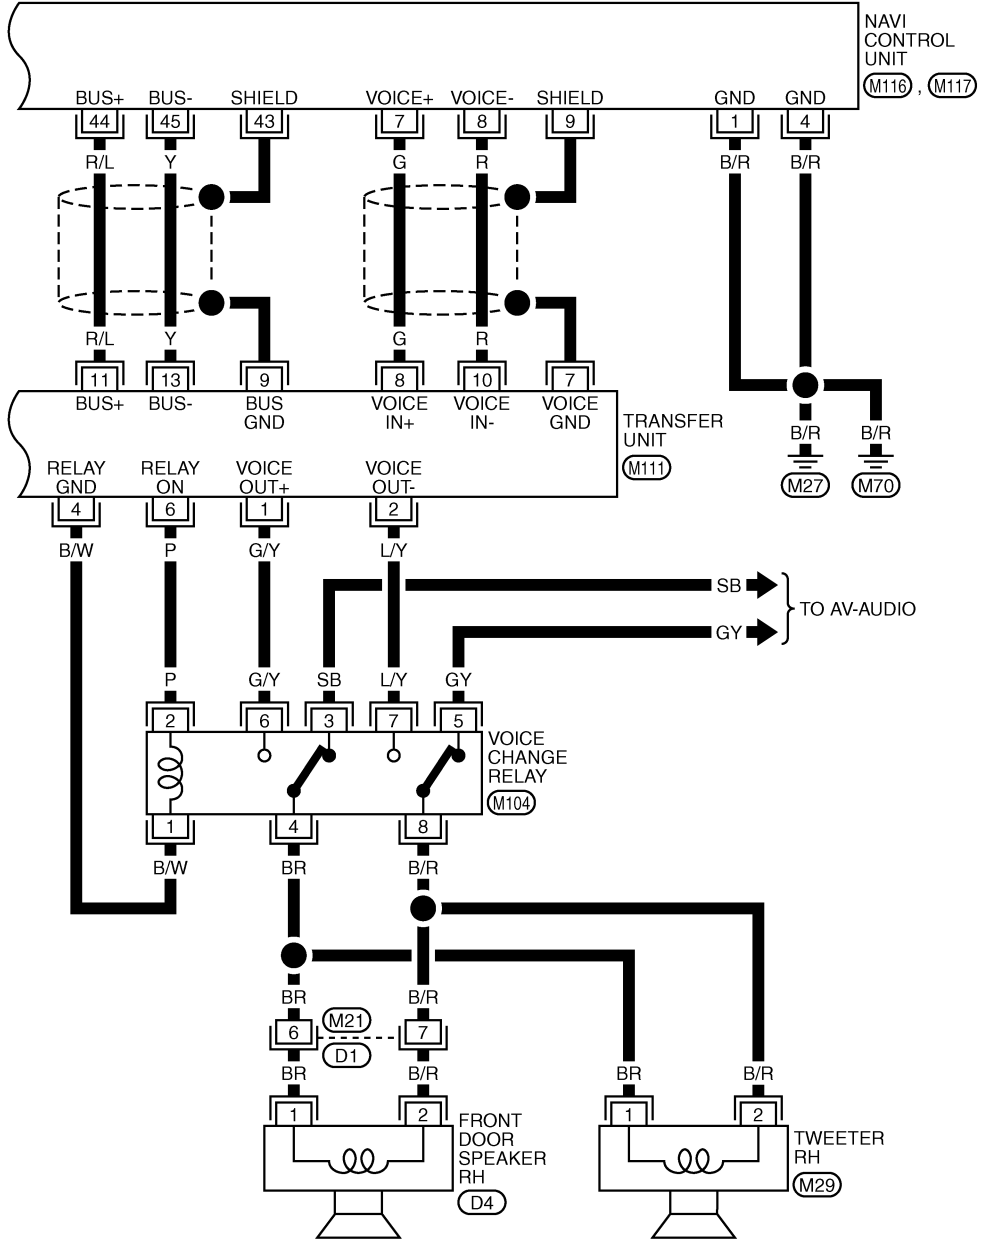 NAVI
CONTROL
UNIT
M116 , M117
BUS+ BUS- SHIELD VOICE+ VOICE- SHIELD GND GND
44 45 43 7 8 9 1 4
R/L Y G R B/R B/R
R/L Y G R
11 13 9 8 10 7
BUS+ BUS- BUS VOICE VOICE VOICE
GND IN+ IN- GND
TRANSFER
UNIT
M111
B/R B/R
M27 M70
RELAY RELAY VOICE VOICE
GND ON OUT+ OUT-
4 6 1 2
B/W P G/Y L/Y
SB
TO AV-AUDIO
GY
P G/Y SB L/Y GY
2 6 3 7 5
VOICE
CHANGE
RELAY
M104
1 4 8
B/W BR B/R
BR B/R
6 M21 7
D1
BR B/R BR B/R
1 2 1 2
FRONT
DOOR
SPEAKER
RH
D4
TWEETER
RH
M29